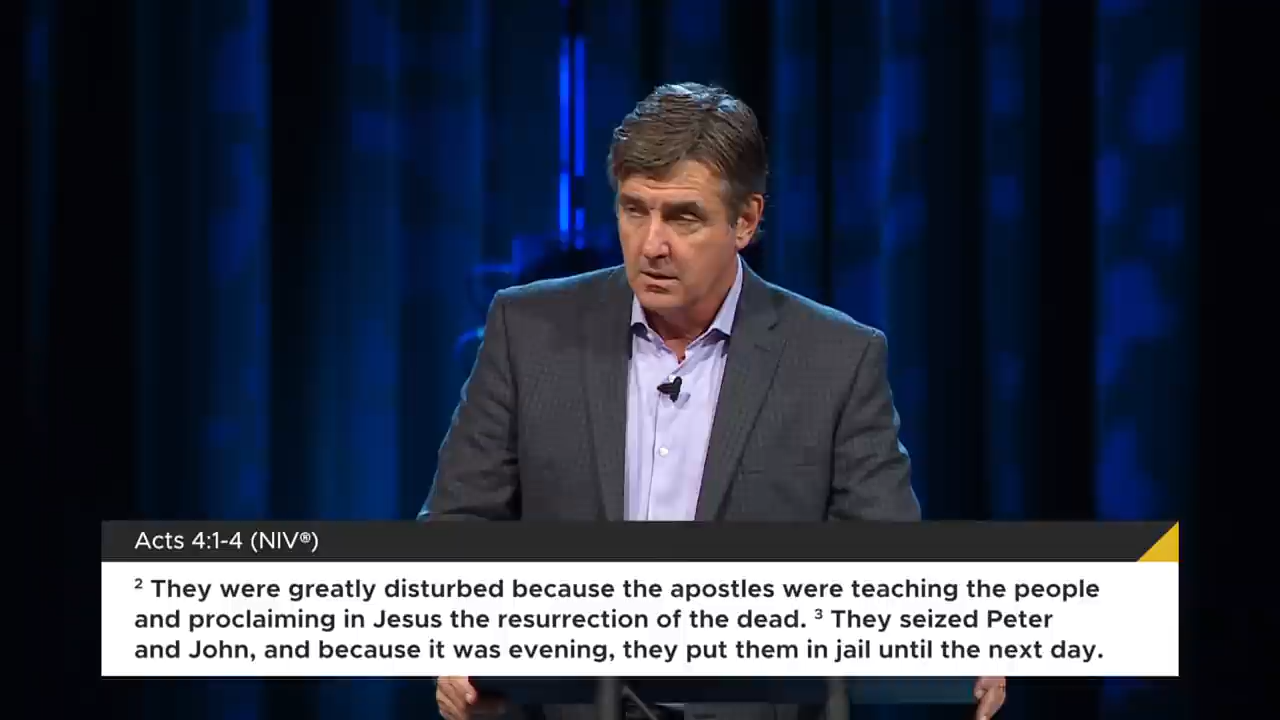 Acts 4:1-4 (NIV®)
² They were greatly disturbed because the apostles were teaching the people
and proclaiming in Jesus the resurrection of the dead. ³ They seized Peter
and John, and because it was evening, they put them in jail until the next day.